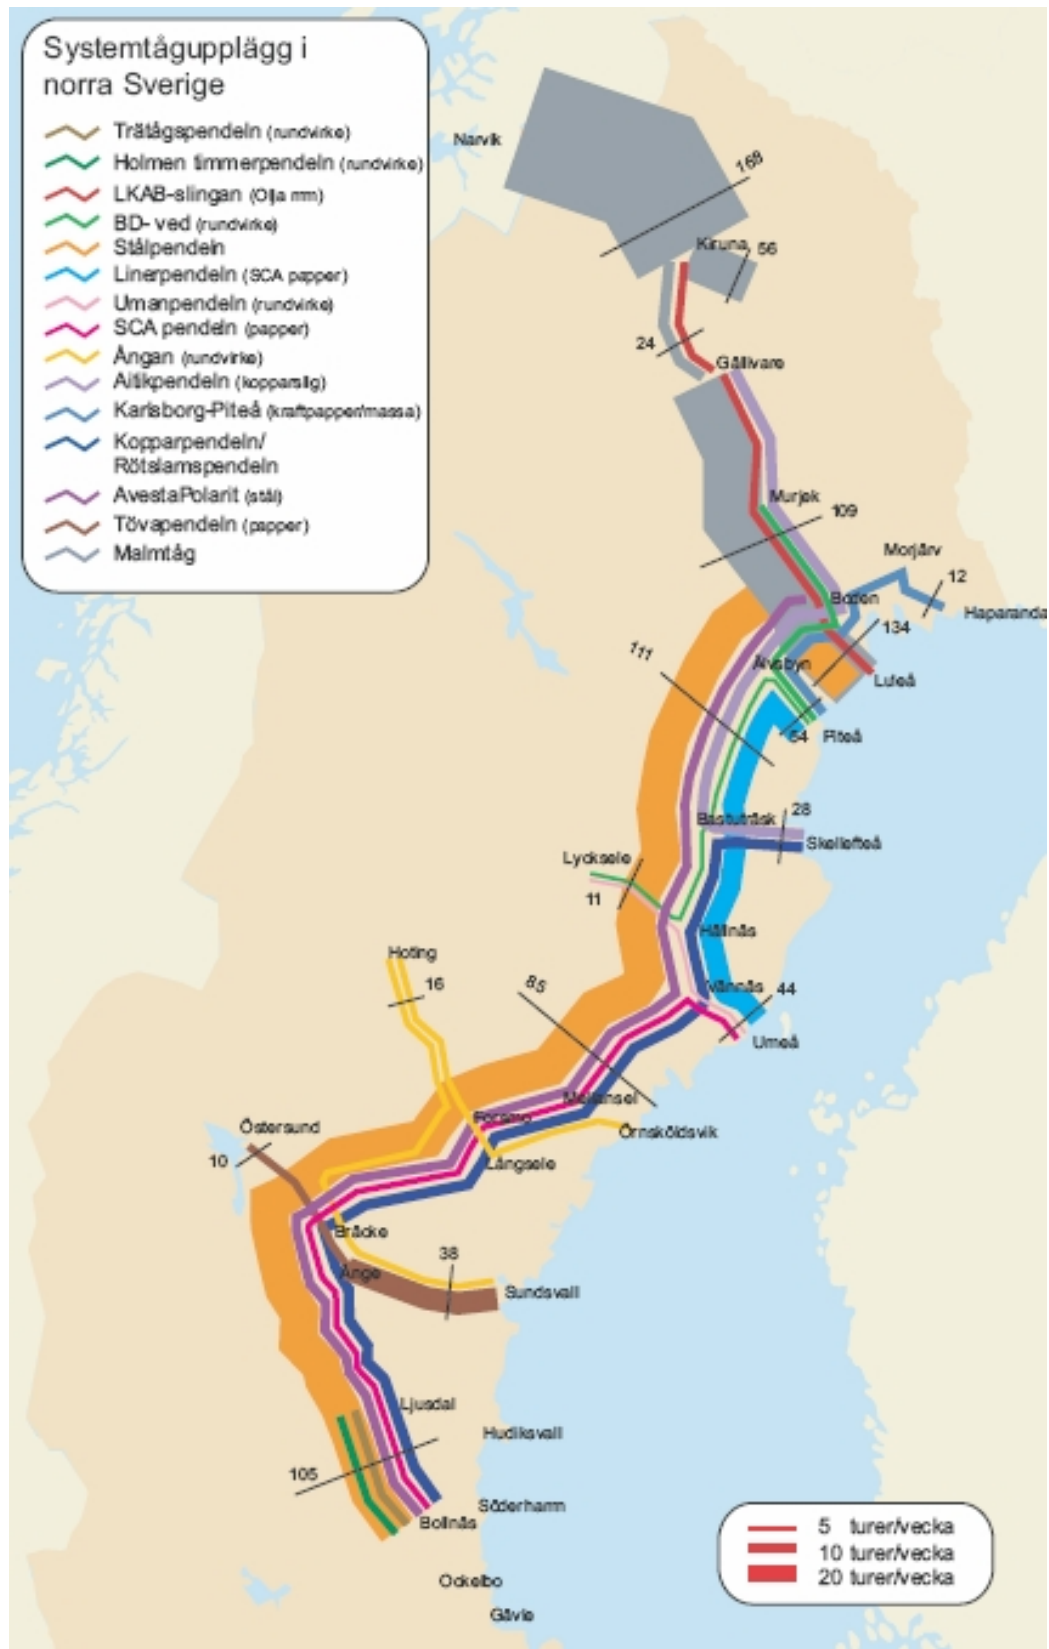 Systemtågupplägg i
norra Sverige
Trätågspendeln (rundvirke)
Holmen timmerpendeln (rundvirke)
LKAB-slingan (Olja mm)
BD- ved (rundvirke)
Stålpendeln
Linerpendeln (SCA papper)
Umanpendeln (rundvirke)
SCA pendeln (papper)
Ångan (rundvirke)
Aitikpendeln (kopparslig)
Karlsborg-Piteå (kraftpapper/massa)
Kopparpendeln/
Rötslamspendeln
AvestaPolarit (stål)
Tövapendeln (papper)
Malmtåg
Narvik
168
Kiruna
56
24
Gällivare
Murjek
109
Morjärv
12
Boden
Haparanda
134
111
Älvsbyn
Luleå
54
Piteå
28
Bastuträsk
Skellefteå
Lycksele
11
Hällnäs
Hoting
16
85
Vännäs
44
Umeå
Mellansel
Östersund
Forsmo
Örnsköldsvik
10
Långsele
Bräcke
38
Ånge
Sundsvall
Ljusdal
Hudiksvall
105
Söderhamn
Bollnäs
Ockelbo
Gävle
5 turer/vecka
10 turer/vecka
20 turer/vecka